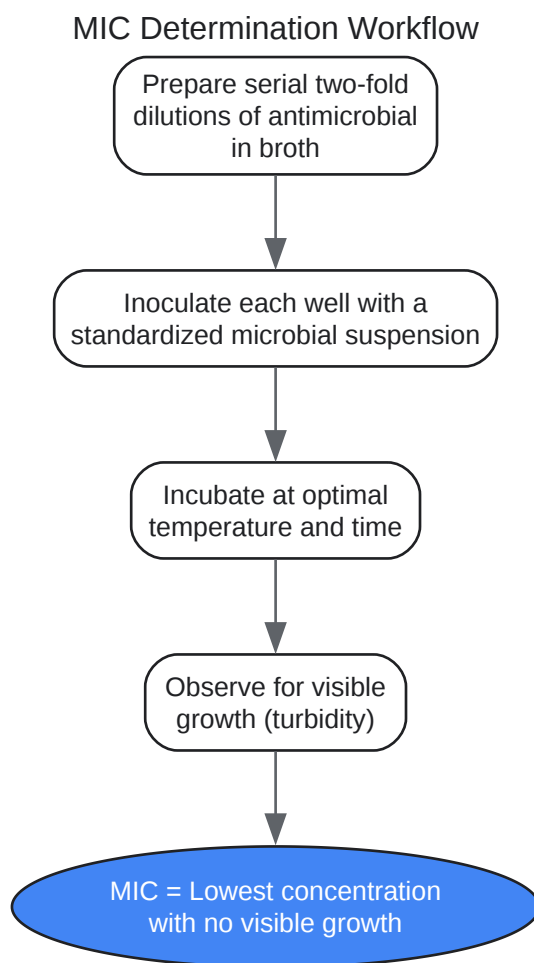 MIC Determination Workflow
Prepare serial two-fold
dilutions of antimicrobial
in broth
Inoculate each well with a
standardized microbial suspension
Incubate at optimal
temperature and time
Observe for visible
growth (turbidity)
MIC = Lowest concentration
with no visible growth